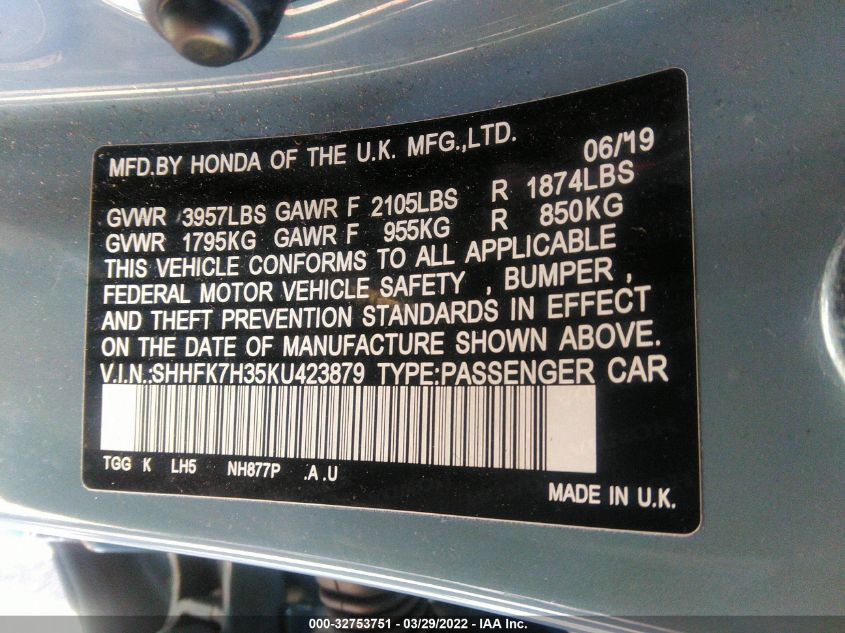 MFD.BY HONDA OF THE U.K. MFG.,LTD. 06/'19
GVWR 3957LBS GAWR F 2105LBS R 1874LBS
GVWR 1795KG GAWR F 955KG R 850KG
THIS VEHICLE CONFORMS TO ALL APPLICABLE
FEDERAL MOTOR VEHICLE SAFETY , BUMPER ,
AND THEFT PREVENTION STANDARDS IN EFFECT
ON THE DATE OF MANUFACTURE SHOWN ABOVE.
V.I.N.:SHHFK7H35KU423879 TYPE:PASSENGER CAR
TGG K LH5 NH877P .A .U
MADE IN U.K.
000-32753751 — 03/29/2022 — IAA Inc.